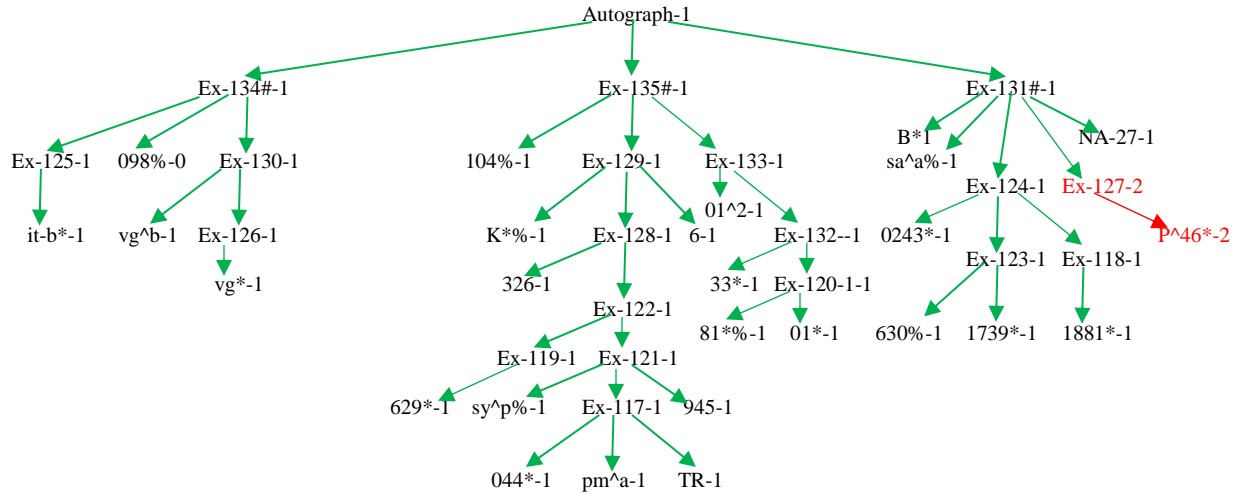 Autograph-1
Ex-134#-1 Ex-135#-1 Ex-131#-1
B*1 NA-27-1
Ex-125-1 098%-0 Ex-130-1 104%-1 Ex-129-1 Ex-133-1 sa^a%-1
Ex-124-1 Ex-127-2
01^2-1
it-b*-1 vg^b-1 Ex-126-1 K*%-1 Ex-128-1 6-1 Ex-132--1 0243*-1 P^46*-2
Ex-123-1 Ex-118-1
vg*-1 326-1 33*-1 Ex-120-1-1
Ex-122-1
81*%-1 01*-1 630%-1 1739*-1 1881*-1
Ex-119-1 Ex-121-1
629*-1 sy^p%-1 Ex-117-1 945-1
044*-1 pm^a-1 TR-1